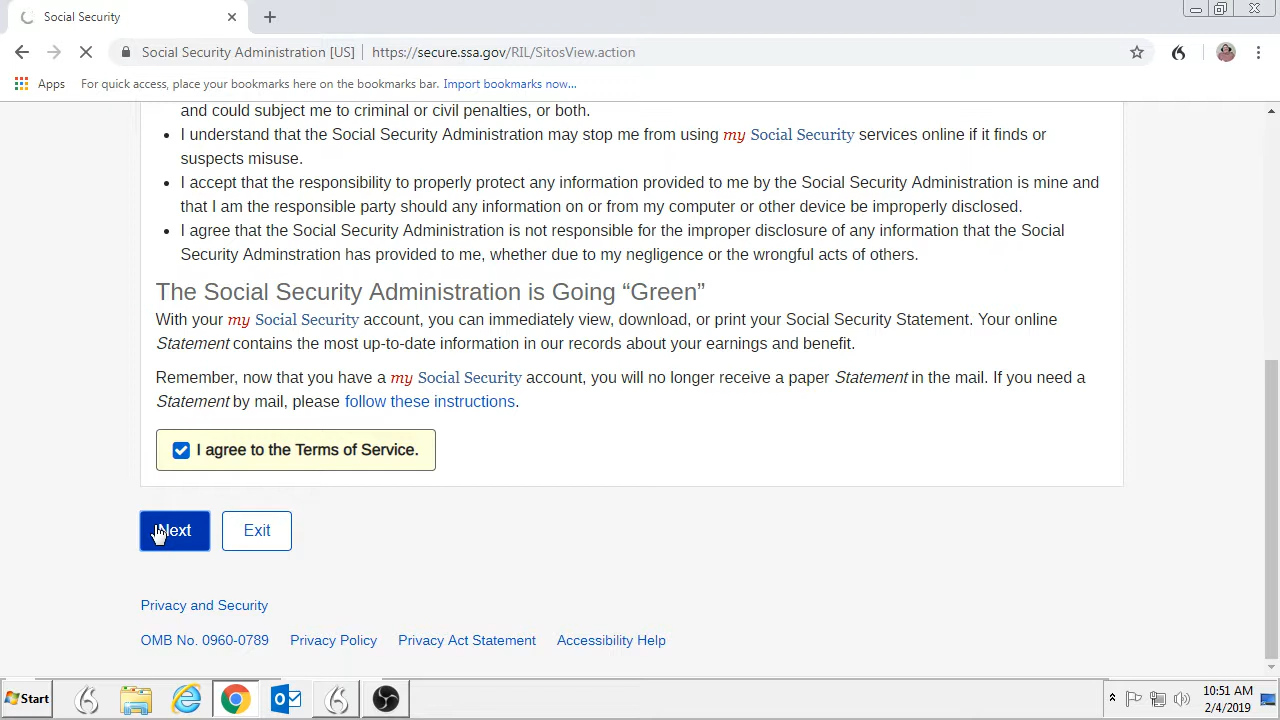 Social Security
Social Security Administration [US] https://secure.ssa.gov/RIL/SitosView.action
Apps For quick access, place your bookmarks here on the bookmarks bar. Import bookmarks now...
and could subject me to criminal or civil penalties, or both.
• I understand that the Social Security Administration may stop me from using my Social Security services online if it finds or
suspects misuse.
• I accept that the responsibility to properly protect any information provided to me by the Social Security Administration is mine and
that I am the responsible party should any information on or from my computer or other device be improperly disclosed.
• I agree that the Social Security Administration is not responsible for the improper disclosure of any information that the Social
Security Adminstration has provided to me, whether due to my negligence or the wrongful acts of others.
The Social Security Administration is Going “Green”
With your my Social Security account, you can immediately view, download, or print your Social Security Statement. Your online
Statement contains the most up-to-date information in our records about your earnings and benefit.
Remember, now that you have a my Social Security account, you will no longer receive a paper Statement in the mail. If you need a
Statement by mail, please follow these instructions.
I agree to the Terms of Service.
Next Exit
Privacy and Security
OMB No. 0960-0789 Privacy Policy Privacy Act Statement Accessibility Help
Start
10:51 AM
2/4/2019